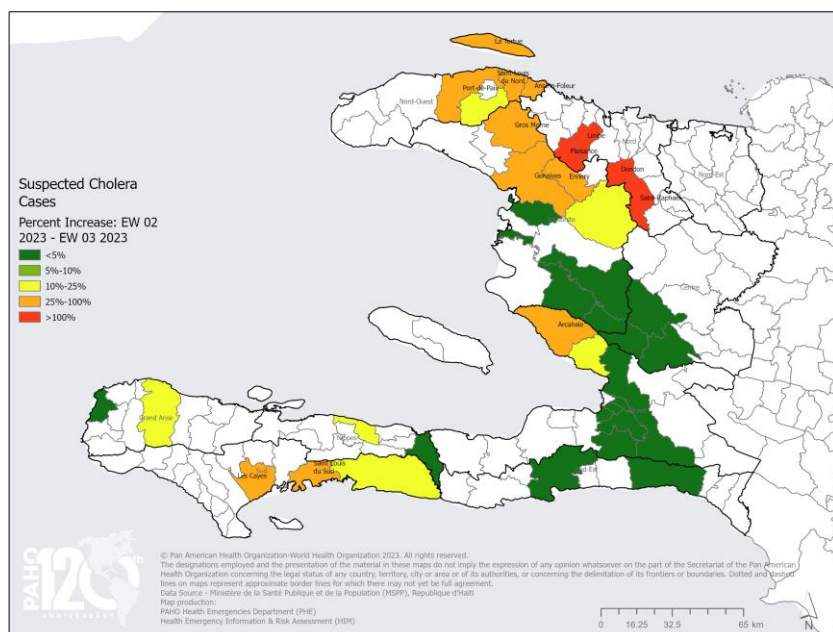 La Tortue
Saint-Louis
du Nord
Port-de-Paix
Anse-a-Foleur
Nord-Ouest
Gros Morne
Limbe
Nord
Plaisance
Dondon
Nord-Est
Gonaives
Ennery
Saint-Raphael
Suspected Cholera
Cases
Percent Increase: EW 02
2023 - EW 03 2023
<5%
5%-10%
10%-25%
25%-100%
>100%
Centre
Arcahaie
Grand Anse
Nippes
Sud
Les Cayes
Saint Louis
du Sud
PAHO
120
ANNIVERSARY
© Pan American Health Organization-World Health Organization 2023. All rights reserved.
The designations employed and the presentation of the material in these maps do not imply the expression of any opinion whatsoever on the part of the Secretariat of the Pan American
Health Organization concerning the legal status of any country, territory, city or area or of its authorities, or concerning the delimitation of its frontiers or boundaries. Dotted and dashed
lines on maps represent approximate border lines for which there may not yet be full agreement.
Data Source - Ministère de la Santé Publique et de la Population (MSPP), Republique d'Haïti
Map production:
PAHO Health Emergencies Department (PHE)
Health Emergency Information & Risk Assessment (HIM)
0 16.25 32.5 65 km
N